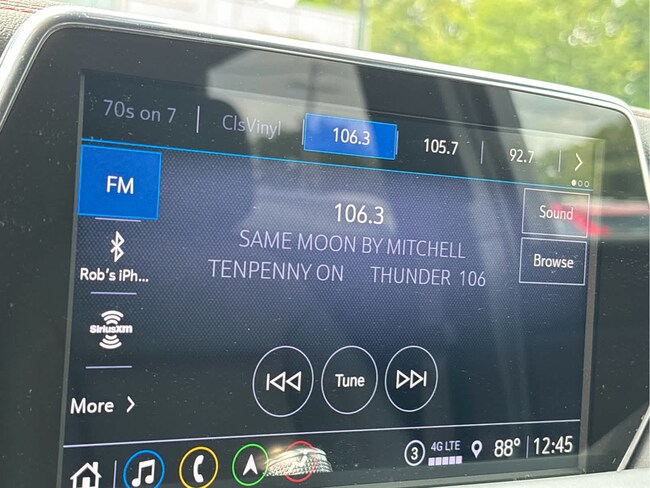 70s on 7 ClsVinyl 106.3 105.7 92.7
FM
106.3
Sound
SAME MOON BY MITCHELL
TENPENNY ON THUNDER 106
Browse
Rob's iPh...
SiriusXM
Tune
More
3 4G LTE 88° 12:45